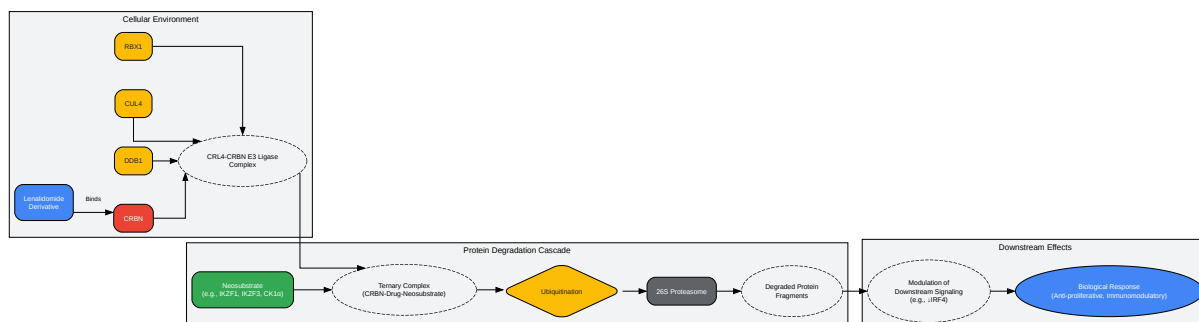 Cellular Environment
RBX1
CUL4
DDB1
CRL4-CRBN E3 Ligase
Complex
Lenalidomide
Derivative
Binds
CRBN
Protein Degradation Cascade
Neosubstrate
(e.g., IKZF1, IKZF3, CK1α)
Ternary Complex
(CRBN-Drug-Neosubstrate)
Ubiquitination
26S Proteasome
Degraded Protein
Fragments
Downstream Effects
Modulation of
Downstream Signaling
(e.g., ↓IRF4)
Biological Response
(Anti-proliferative, Immunomodulatory)